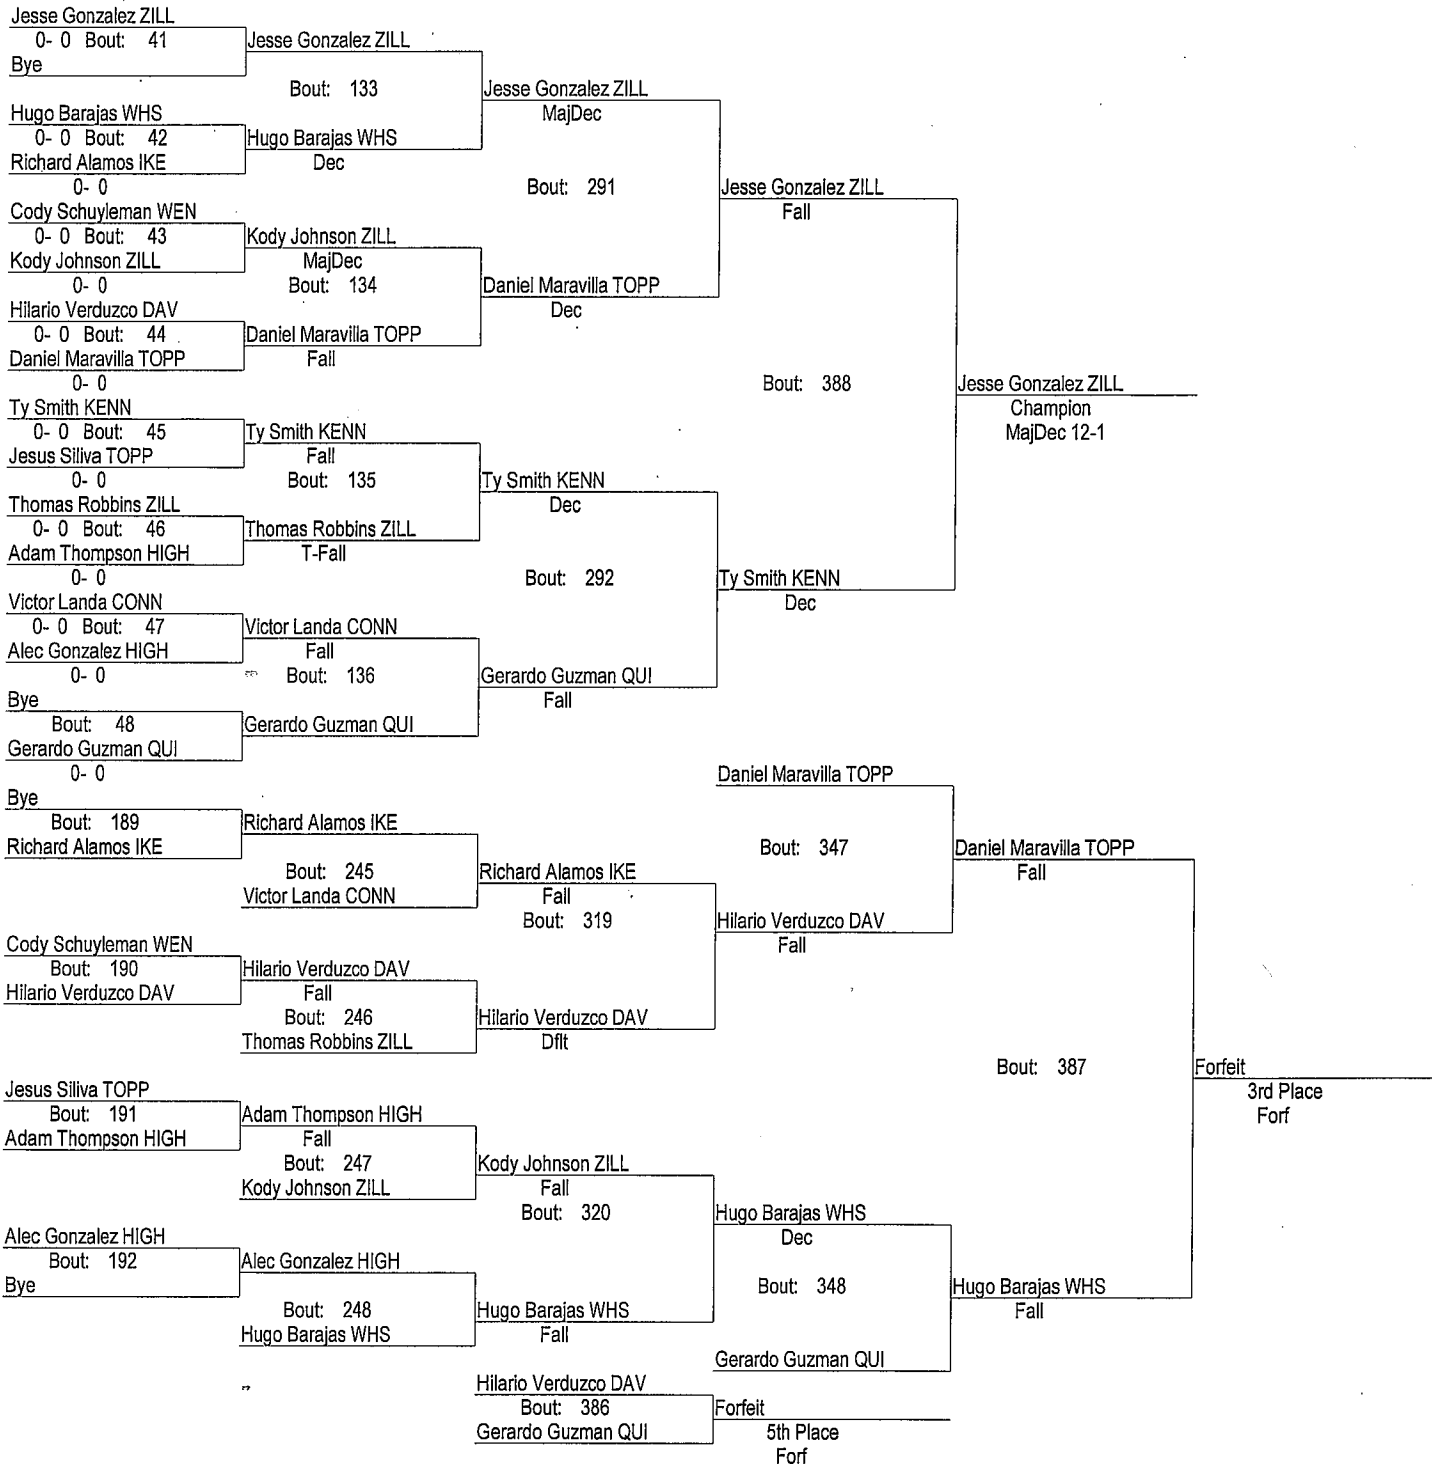 Jesse Gonzalez ZILL
0- 0 Bout: 41
Bye
Jesse Gonzalez ZILL
Bout: 133
Hugo Barajas WHS
0- 0 Bout: 42
Richard Alamos IKE
0- 0
Hugo Barajas WHS
Dec
Jesse Gonzalez ZILL
MajDec
Bout: 291
Cody Schuyleman WEN
0- 0 Bout: 43
Kody Johnson ZILL
0- 0
Kody Johnson ZILL
MajDec
Bout: 134
Hilario Verduzco DAV
0- 0 Bout: 44
Daniel Maravilla TOPP
0- 0
Daniel Maravilla TOPP
Fall
Daniel Maravilla TOPP
Dec
Jesse Gonzalez ZILL
Fall
Bout: 388
Jesse Gonzalez ZILL
Champion
MajDec 12-1
Ty Smith KENN
0- 0 Bout: 45
Jesus Siliva TOPP
0- 0
Ty Smith KENN
Fall
Bout: 135
Thomas Robbins ZILL
0- 0 Bout: 46
Adam Thompson HIGH
0- 0
Thomas Robbins ZILL
T-Fall
Ty Smith KENN
Dec
Bout: 292
Ty Smith KENN
Dec
Victor Landa CONN
0- 0 Bout: 47
Alec Gonzalez HIGH
0- 0
Victor Landa CONN
Fall
Bout: 136
Bye
Bout: 48
Gerardo Guzman QUI
0- 0
Gerardo Guzman QUI
Gerardo Guzman QUI
Fall
Bye
Bout: 189
Richard Alamos IKE
Richard Alamos IKE
Bout: 245
Victor Landa CONN
Richard Alamos IKE
Fall
Bout: 319
Cody Schuyleman WEN
Bout: 190
Hilario Verduzco DAV
Hilario Verduzco DAV
Fall
Bout: 246
Thomas Robbins ZILL
Hilario Verduzco DAV
Dflt
Daniel Maravilla TOPP
Bout: 347
Hilario Verduzco DAV
Fall
Daniel Maravilla TOPP
Fall
Bout: 387
Forfeit
3rd Place
Forf
Jesus Siliva TOPP
Bout: 191
Adam Thompson HIGH
Adam Thompson HIGH
Fall
Bout: 247
Kody Johnson ZILL
Kody Johnson ZILL
Fall
Bout: 320
Alec Gonzalez HIGH
Bout: 192
Bye
Alec Gonzalez HIGH
Bout: 248
Hugo Barajas WHS
Hugo Barajas WHS
Fall
Hugo Barajas WHS
Dec
Bout: 348
Gerardo Guzman QUI
Hugo Barajas WHS
Fall
Hilario Verduzco DAV
Bout: 386
Gerardo Guzman QUI
Forfeit
5th Place
Forf